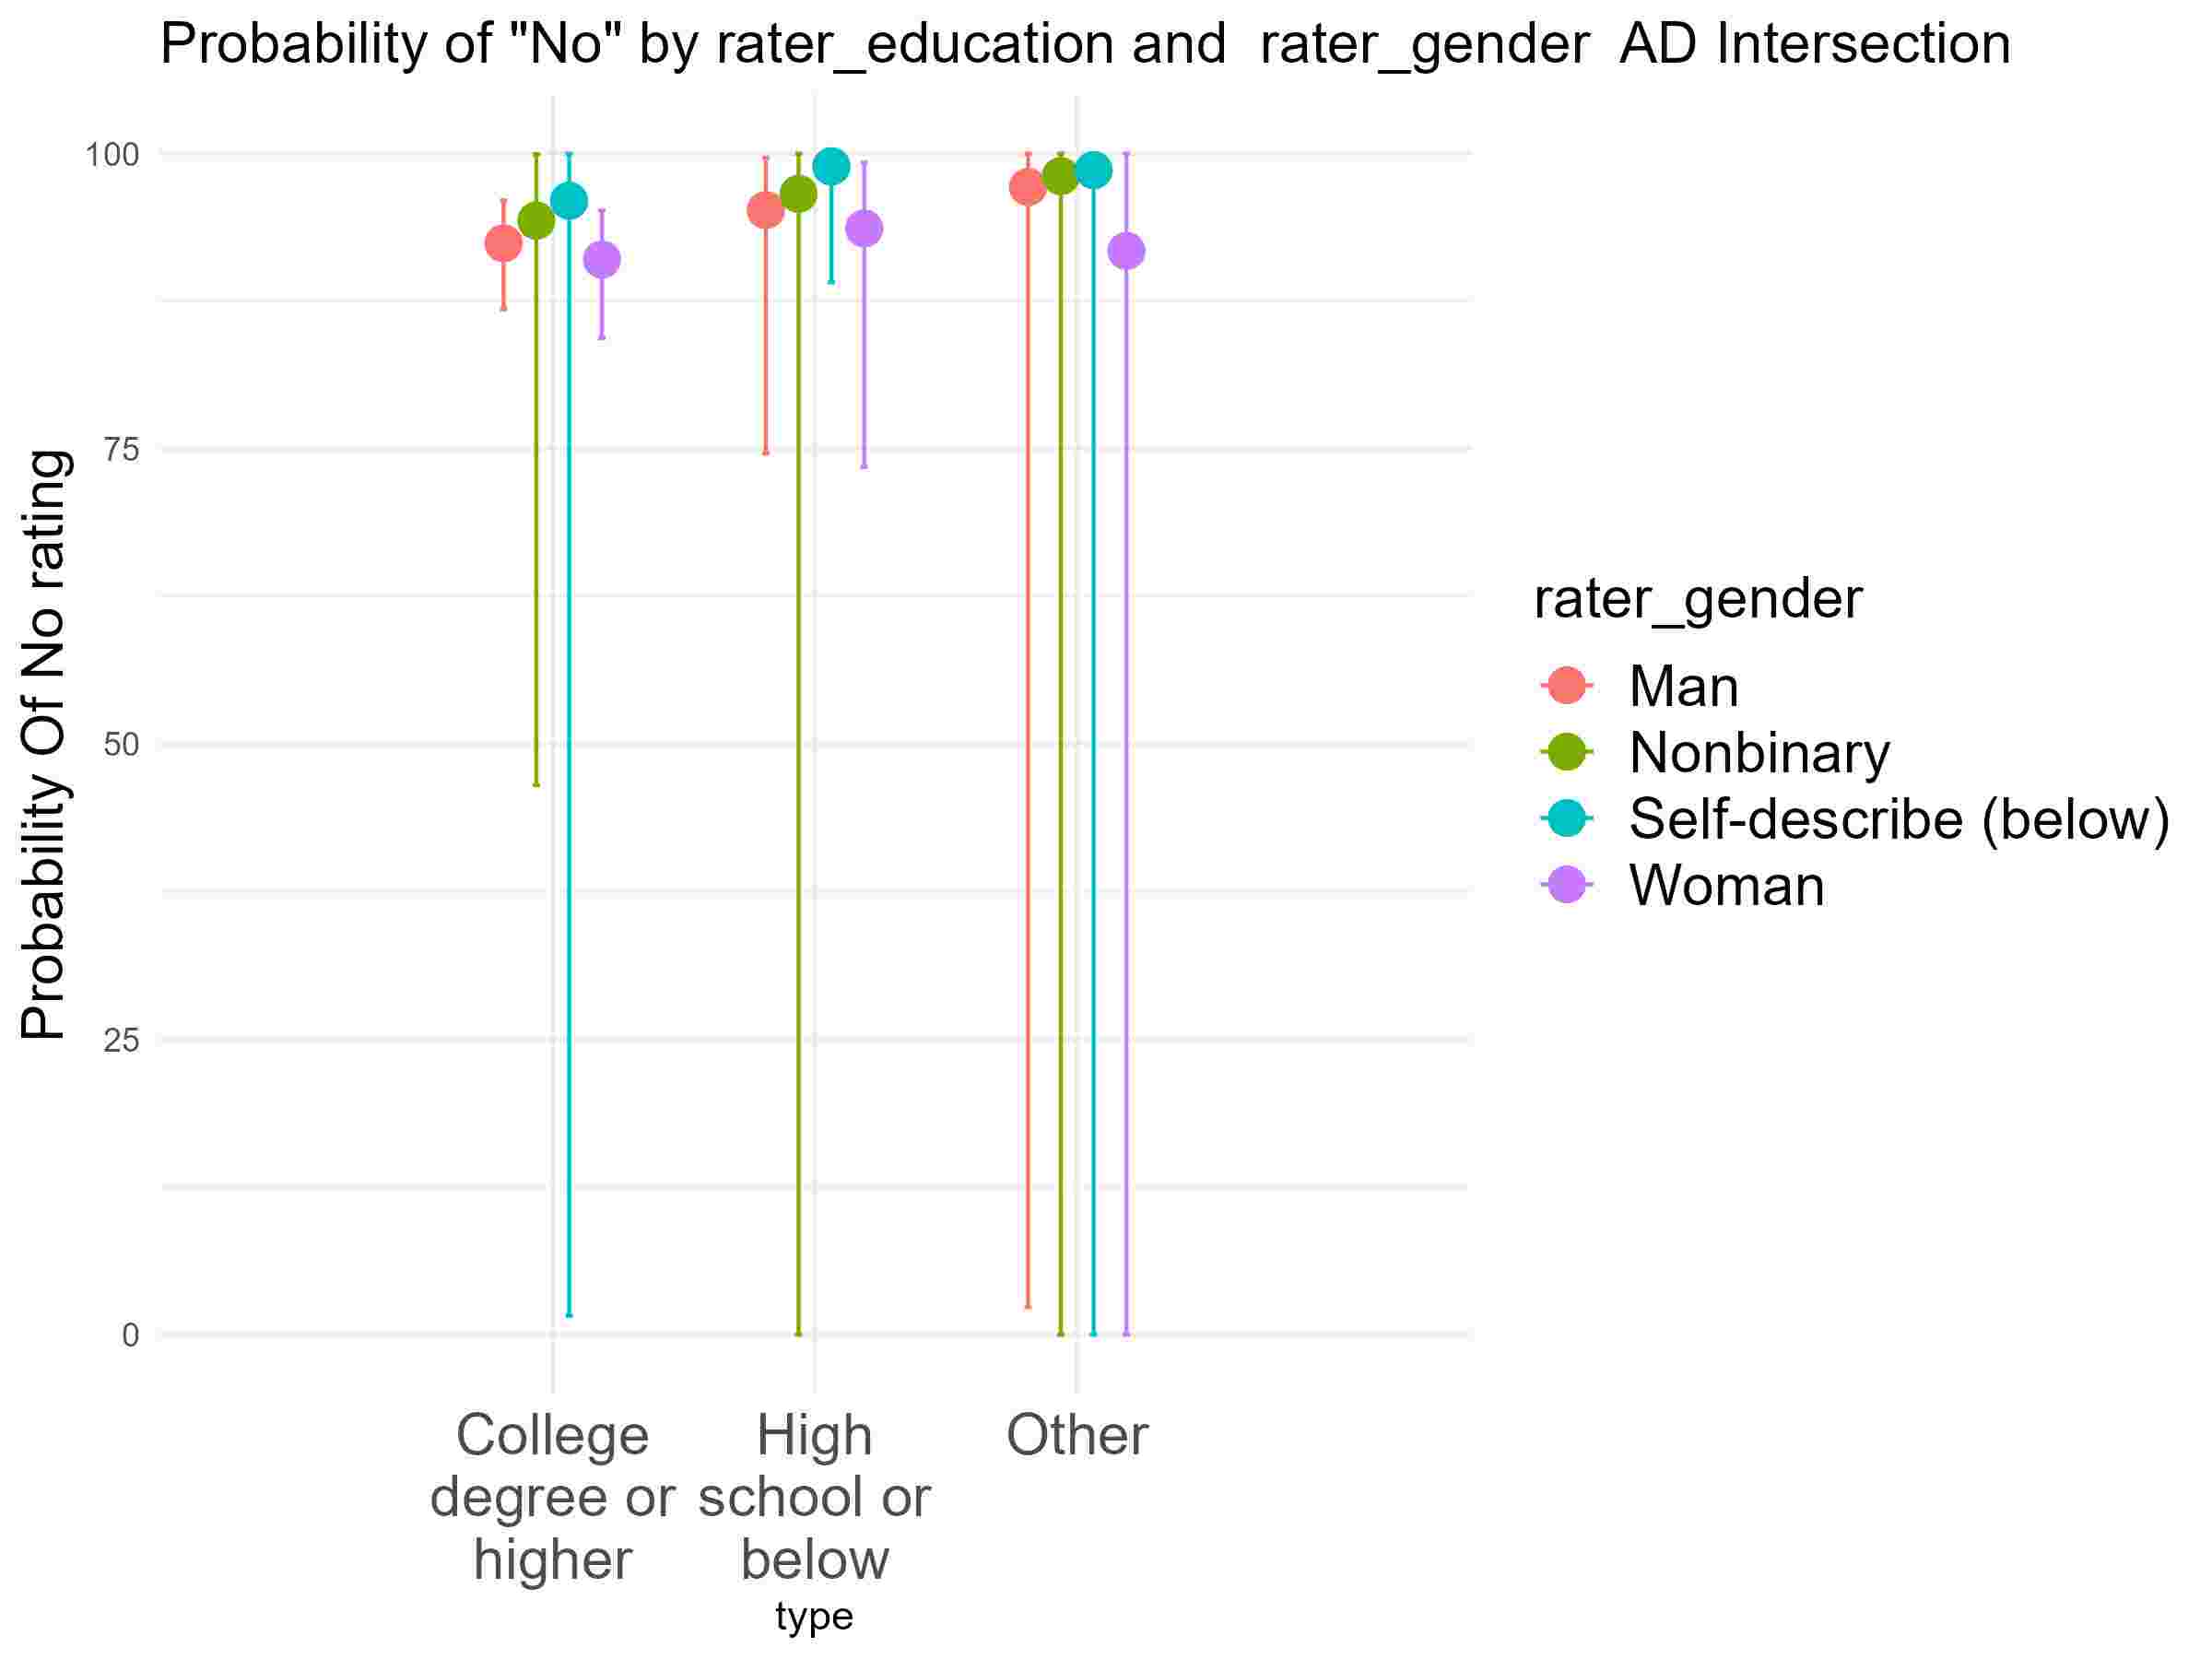 Probability of "No" by rater_education and  rater_gender  AD Intersection
Probability Of No rating
100
75
50
25
0
College
degree or
higher
High
school or
below
Other
type
rater_gender
Man
Nonbinary
Self-describe (below)
Woman